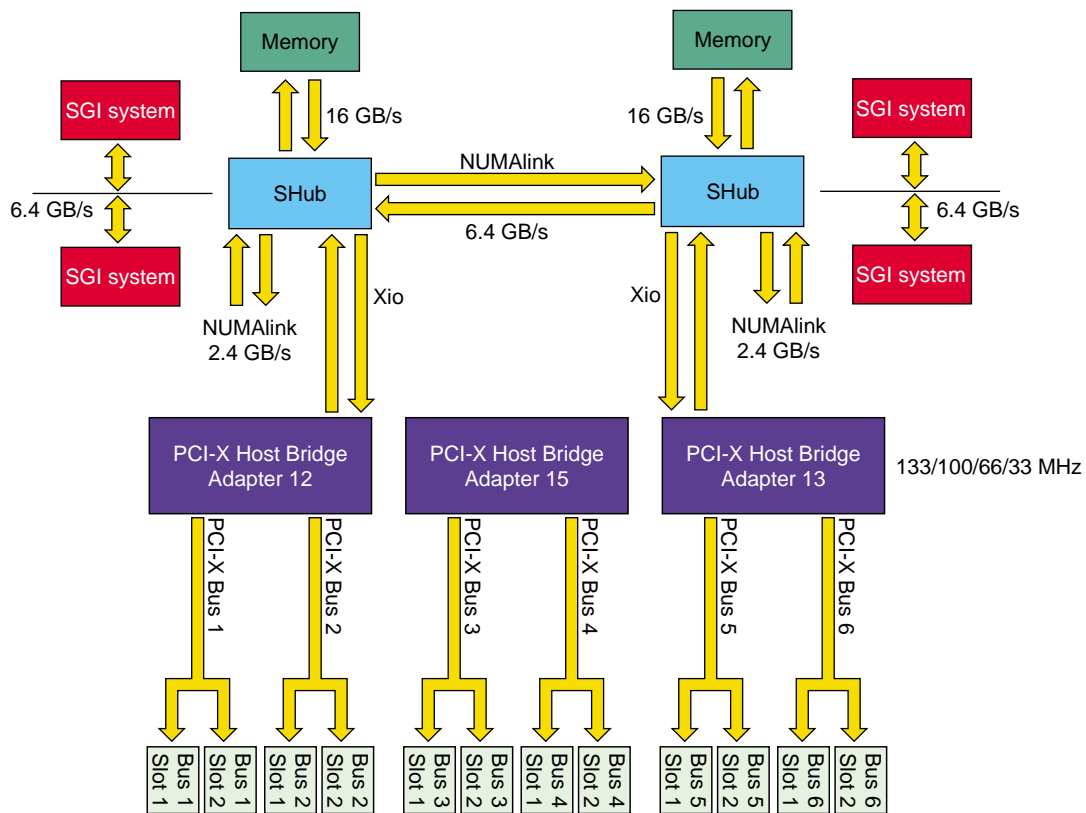 Memory
Memory
SGI system
16 GB/s
16 GB/s
SGI system
NUMAlink
SHub
SHub
6.4 GB/s
6.4 GB/s
6.4 GB/s
SGI system
SGI system
Xio
Xio
NUMAlink
2.4 GB/s
NUMAlink
2.4 GB/s
PCI-X Host Bridge
Adapter 12
PCI-X Host Bridge
Adapter 15
PCI-X Host Bridge
Adapter 13
133/100/66/33 MHz
PCI-X Bus 1
PCI-X Bus 2
PCI-X Bus 3
PCI-X Bus 4
PCI-X Bus 5
PCI-X Bus 6
Bus 1
Slot 1
Bus 1
Slot 2
Bus 2
Slot 1
Bus 2
Slot 2
Bus 3
Slot 1
Bus 3
Slot 2
Bus 4
Slot 1
Bus 4
Slot 2
Bus 5
Slot 1
Bus 5
Slot 2
Bus 6
Slot 1
Bus 6
Slot 2